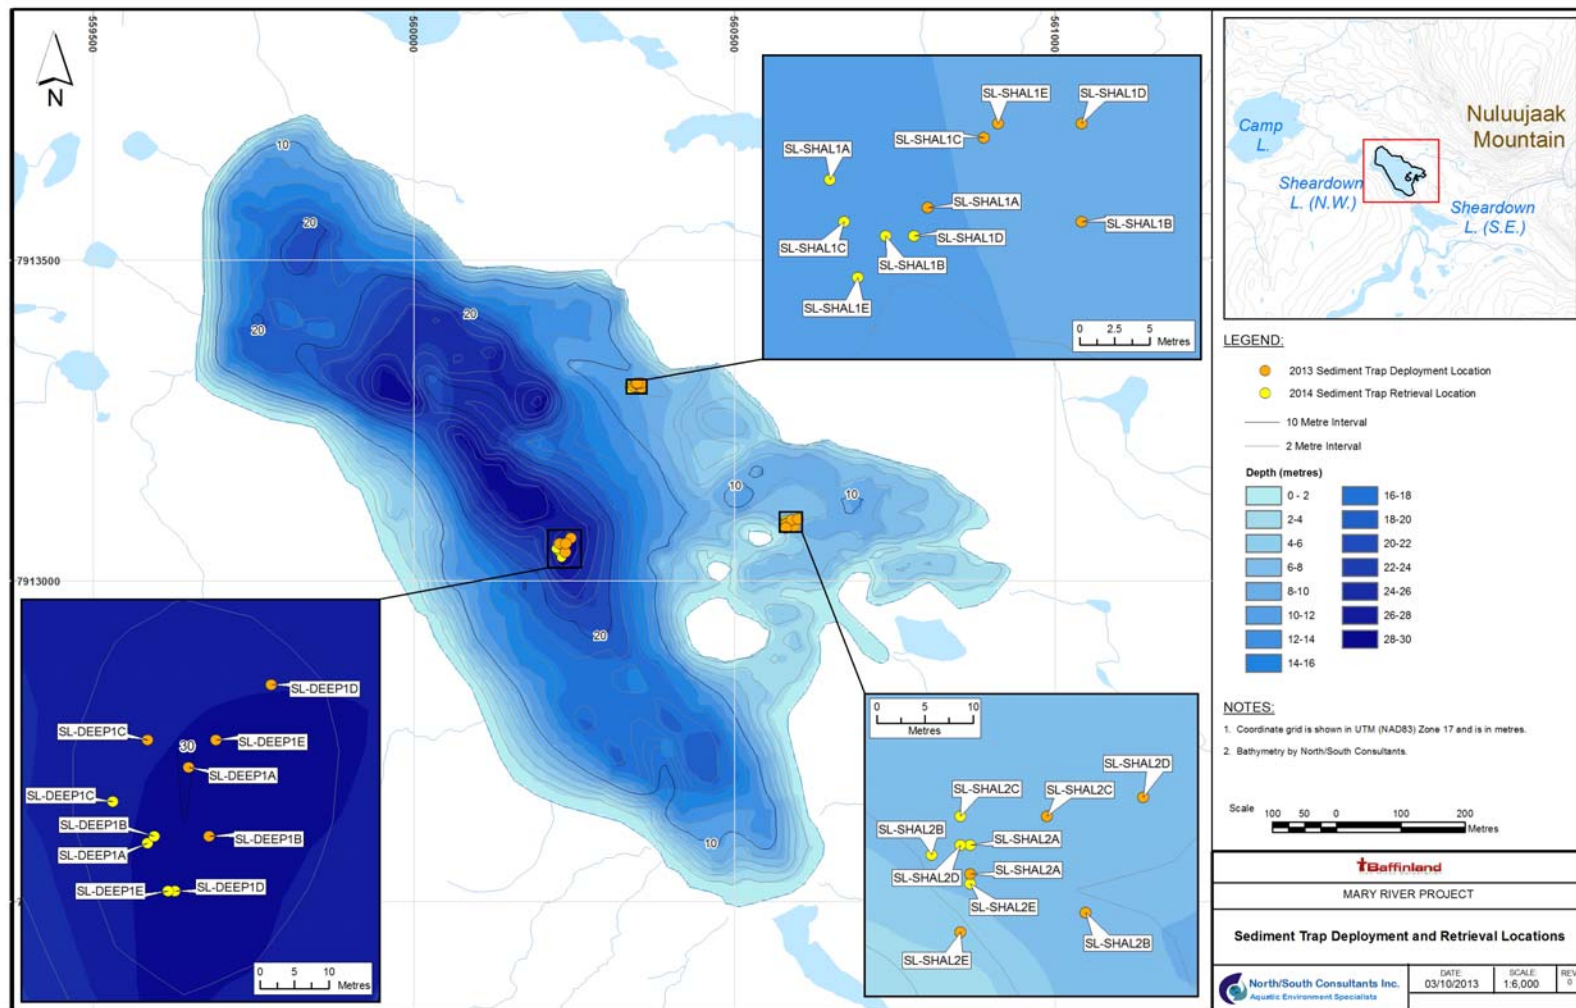 559500
560000
560500
561000
7913500
7913000
N
10
20
20
20
10
10
20
10
SL-SHAL1E
SL-SHAL1D
SL-SHAL1C
SL-SHAL1A
SL-SHAL1A
SL-SHAL1B
SL-SHAL1C
SL-SHAL1D
SL-SHAL1B
SL-SHAL1E
0 2.5 5
Metres
SL-DEEP1D
SL-DEEP1C
30
SL-DEEP1E
SL-DEEP1A
SL-DEEP1C
SL-DEEP1B
SL-DEEP1B
SL-DEEP1A
SL-DEEP1E
SL-DEEP1D
0 5 10
Metres
0 5 10
Metres
SL-SHAL2D
SL-SHAL2C
SL-SHAL2C
SL-SHAL2B
SL-SHAL2A
SL-SHAL2A
SL-SHAL2D
SL-SHAL2E
SL-SHAL2B
SL-SHAL2E
Camp
L.
Nuluujaak
Mountain
Sheardown
L. (N.W.)
Sheardown
L. (S.E.)
LEGEND:
2013 Sediment Trap Deployment Location
2014 Sediment Trap Retrieval Location
10 Metre Interval
2 Metre Interval
Depth (metres)
0 - 2
2-4
4-6
6-8
8-10
10-12
12-14
14-16
16-18
18-20
20-22
22-24
24-26
26-28
28-30
NOTES:
1. Coordinate grid is shown in UTM (NAD83) Zone 17 and is in metres.
2. Bathymetry by North/South Consultants.
Scale
100 50 0 100 200
Metres
Baffinland
MARY RIVER PROJECT
Sediment Trap Deployment and Retrieval Locations
North/South Consultants Inc.
Aquatic Environment Specialists
DATE:
03/10/2013
SCALE:
1:6,000
REV
0